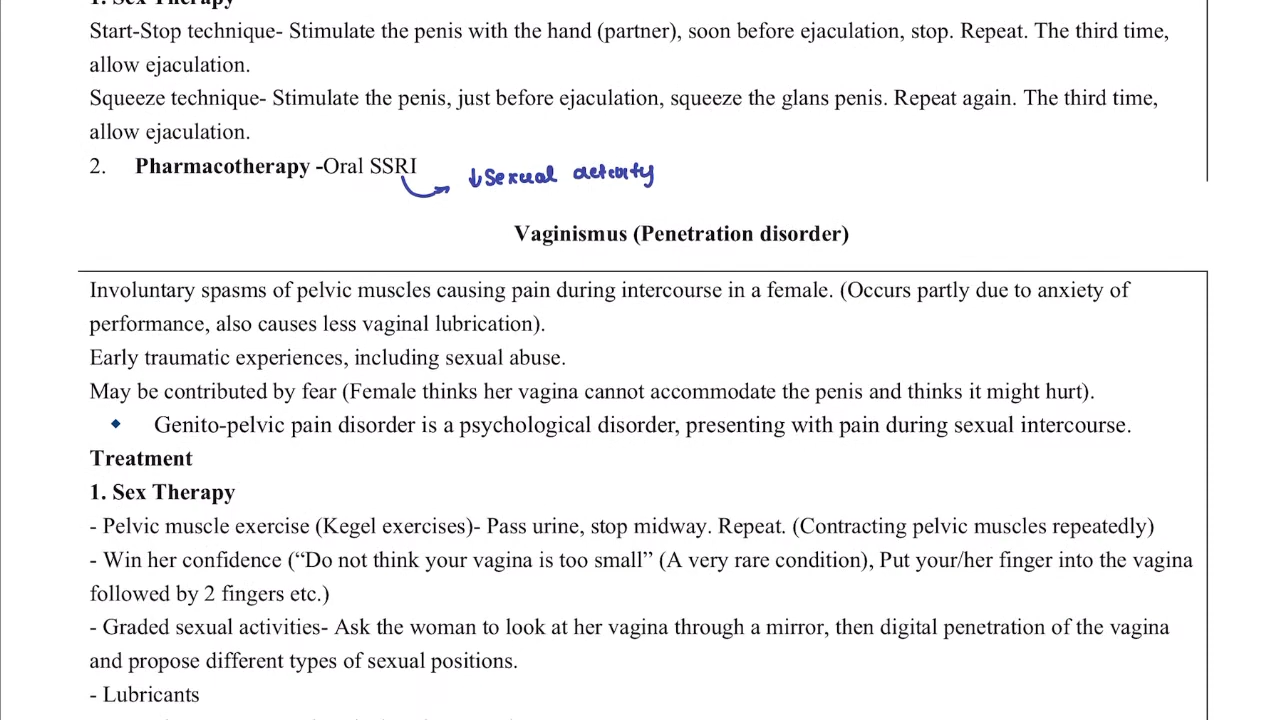 1. Sex Therapy
Start-Stop technique- Stimulate the penis with the hand (partner), soon before ejaculation, stop. Repeat. The third time,
allow ejaculation.
Squeeze technique- Stimulate the penis, just before ejaculation, squeeze the glans penis. Repeat again. The third time,
allow ejaculation.
2. Pharmacotherapy -Oral SSRI
↓ Sexual activity
Vaginismus (Penetration disorder)
Involuntary spasms of pelvic muscles causing pain during intercourse in a female. (Occurs partly due to anxiety of
performance, also causes less vaginal lubrication).
Early traumatic experiences, including sexual abuse.
May be contributed by fear (Female thinks her vagina cannot accommodate the penis and thinks it might hurt).
◆ Genito-pelvic pain disorder is a psychological disorder, presenting with pain during sexual intercourse.
Treatment
1. Sex Therapy
- Pelvic muscle exercise (Kegel exercises)- Pass urine, stop midway. Repeat. (Contracting pelvic muscles repeatedly)
- Win her confidence (“Do not think your vagina is too small” (A very rare condition), Put your/her finger into the vagina
followed by 2 fingers etc.)
- Graded sexual activities- Ask the woman to look at her vagina through a mirror, then digital penetration of the vagina
and propose different types of sexual positions.
- Lubricants